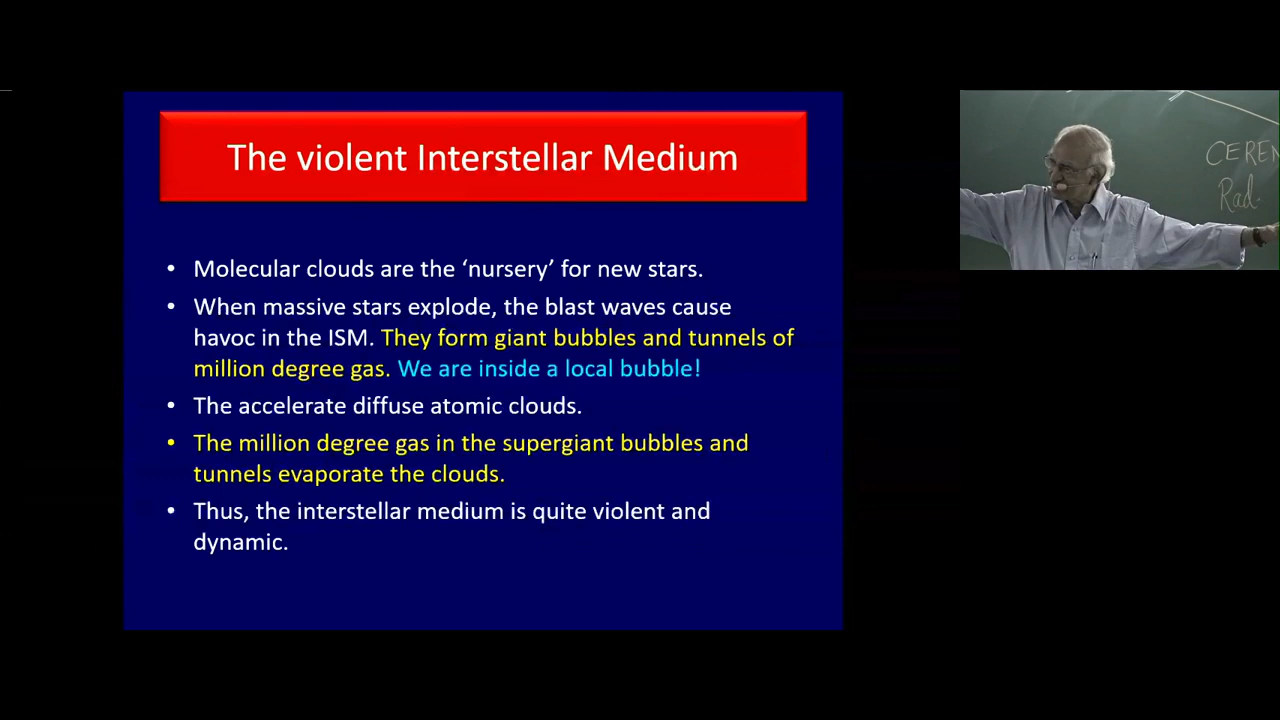 The violent Interstellar Medium
• Molecular clouds are the ‘nursery’ for new stars.
• When massive stars explode, the blast waves cause
havoc in the ISM. They form giant bubbles and tunnels of
million degree gas. We are inside a local bubble!
• The accelerate diffuse atomic clouds.
• The million degree gas in the supergiant bubbles and
tunnels evaporate the clouds.
• Thus, the interstellar medium is quite violent and
dynamic.
CEREN
Rad.